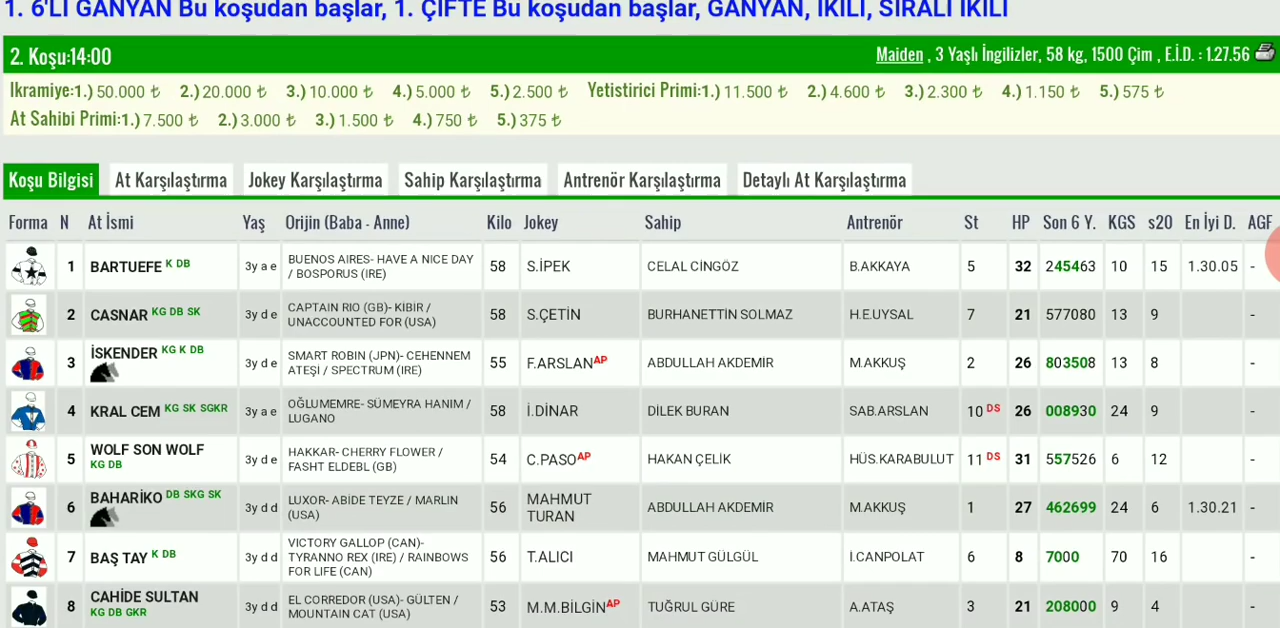 1. 6'LI GANYAN Bu koşudan başlar, 1. ÇİFTE Bu koşudan başlar, GANYAN, İKİLİ, SIRALI İKİLİ
2. Koşu:14:00 Maiden , 3 Yaşlı İngilizler, 58 kg, 1500 Çim , E.İ.D. : 1.27.56
Ikramiye:1.) 50.000 ₺ 2.) 20.000 ₺ 3.) 10.000 ₺ 4.) 5.000 ₺ 5.) 2.500 ₺ Yetistirici Primi:1.) 11.500 ₺ 2.) 4.600 ₺ 3.) 2.300 ₺ 4.) 1.150 ₺ 5.) 575 ₺
At Sahibi Primi:1.) 7.500 ₺ 2.) 3.000 ₺ 3.) 1.500 ₺ 4.) 750 ₺ 5.) 375 ₺
Koşu Bilgisi At Karşılaştırma Jokey Karşılaştırma Sahip Karşılaştırma Antrenör Karşılaştırma Detaylı At Karşılaştırma
Forma N At İsmi Yaş Orijin (Baba - Anne) Kilo Jokey Sahip Antrenör St HP Son 6 Y. KGS s20 En İyi D. AGF
1 BARTUEFE K DB 3y a e BUENOS AIRES- HAVE A NICE DAY / BOSPORUS (IRE) 58 S.İPEK CELAL CİNGÖZ B.AKKAYA 5 32 245463 10 15 1.30.05 -
2 CASNAR KG DB SK 3y d e CAPTAIN RIO (GB)- KİBİR / UNACCOUNTED FOR (USA) 58 S.ÇETİN BURHANETTİN SOLMAZ H.E.UYSAL 7 21 577080 13 9 -
3 İSKENDER KG K DB 3y d e SMART ROBIN (JPN)- CEHENNEM ATEŞİ / SPECTRUM (IRE) 55 F.ARSLAN AP ABDULLAH AKDEMİR M.AKKUŞ 2 26 803508 13 8 -
4 KRAL CEM KG SK SGKR 3y a e OĞLUMEMRE- SÜMEYRA HANIM / LUGANO 58 İ.DİNAR DİLEK BURAN SAB.ARSLAN 10 DS 26 008930 24 9 -
5 WOLF SON WOLF KG DB 3y d e HAKKAR- CHERRY FLOWER / FASHT ELDEBL (GB) 54 C.PASO AP HAKAN ÇELİK HÜS.KARABULUT 11 DS 31 557526 6 12 -
6 BAHARİKO DB SKG SK 3y d d LUXOR- ABİDE TEYZE / MARLIN (USA) 56 MAHMUT TURAN ABDULLAH AKDEMİR M.AKKUŞ 1 27 462699 24 6 1.30.21 -
7 BAŞ TAY K DB 3y d d VICTORY GALLOP (CAN)- TYRANNO REX (IRE) / RAINBOWS FOR LIFE (CAN) 56 T.ALICI MAHMUT GÜLGÜL İ.CANPOLAT 6 8 7000 70 16 -
8 CAHİDE SULTAN KG DB GKR 3y d d EL CORREDOR (USA)- GÜLTEN / MOUNTAIN CAT (USA) 53 M.M.BİLGİN AP TUĞRUL GÜRE A.ATAŞ 3 21 208000 9 4 -